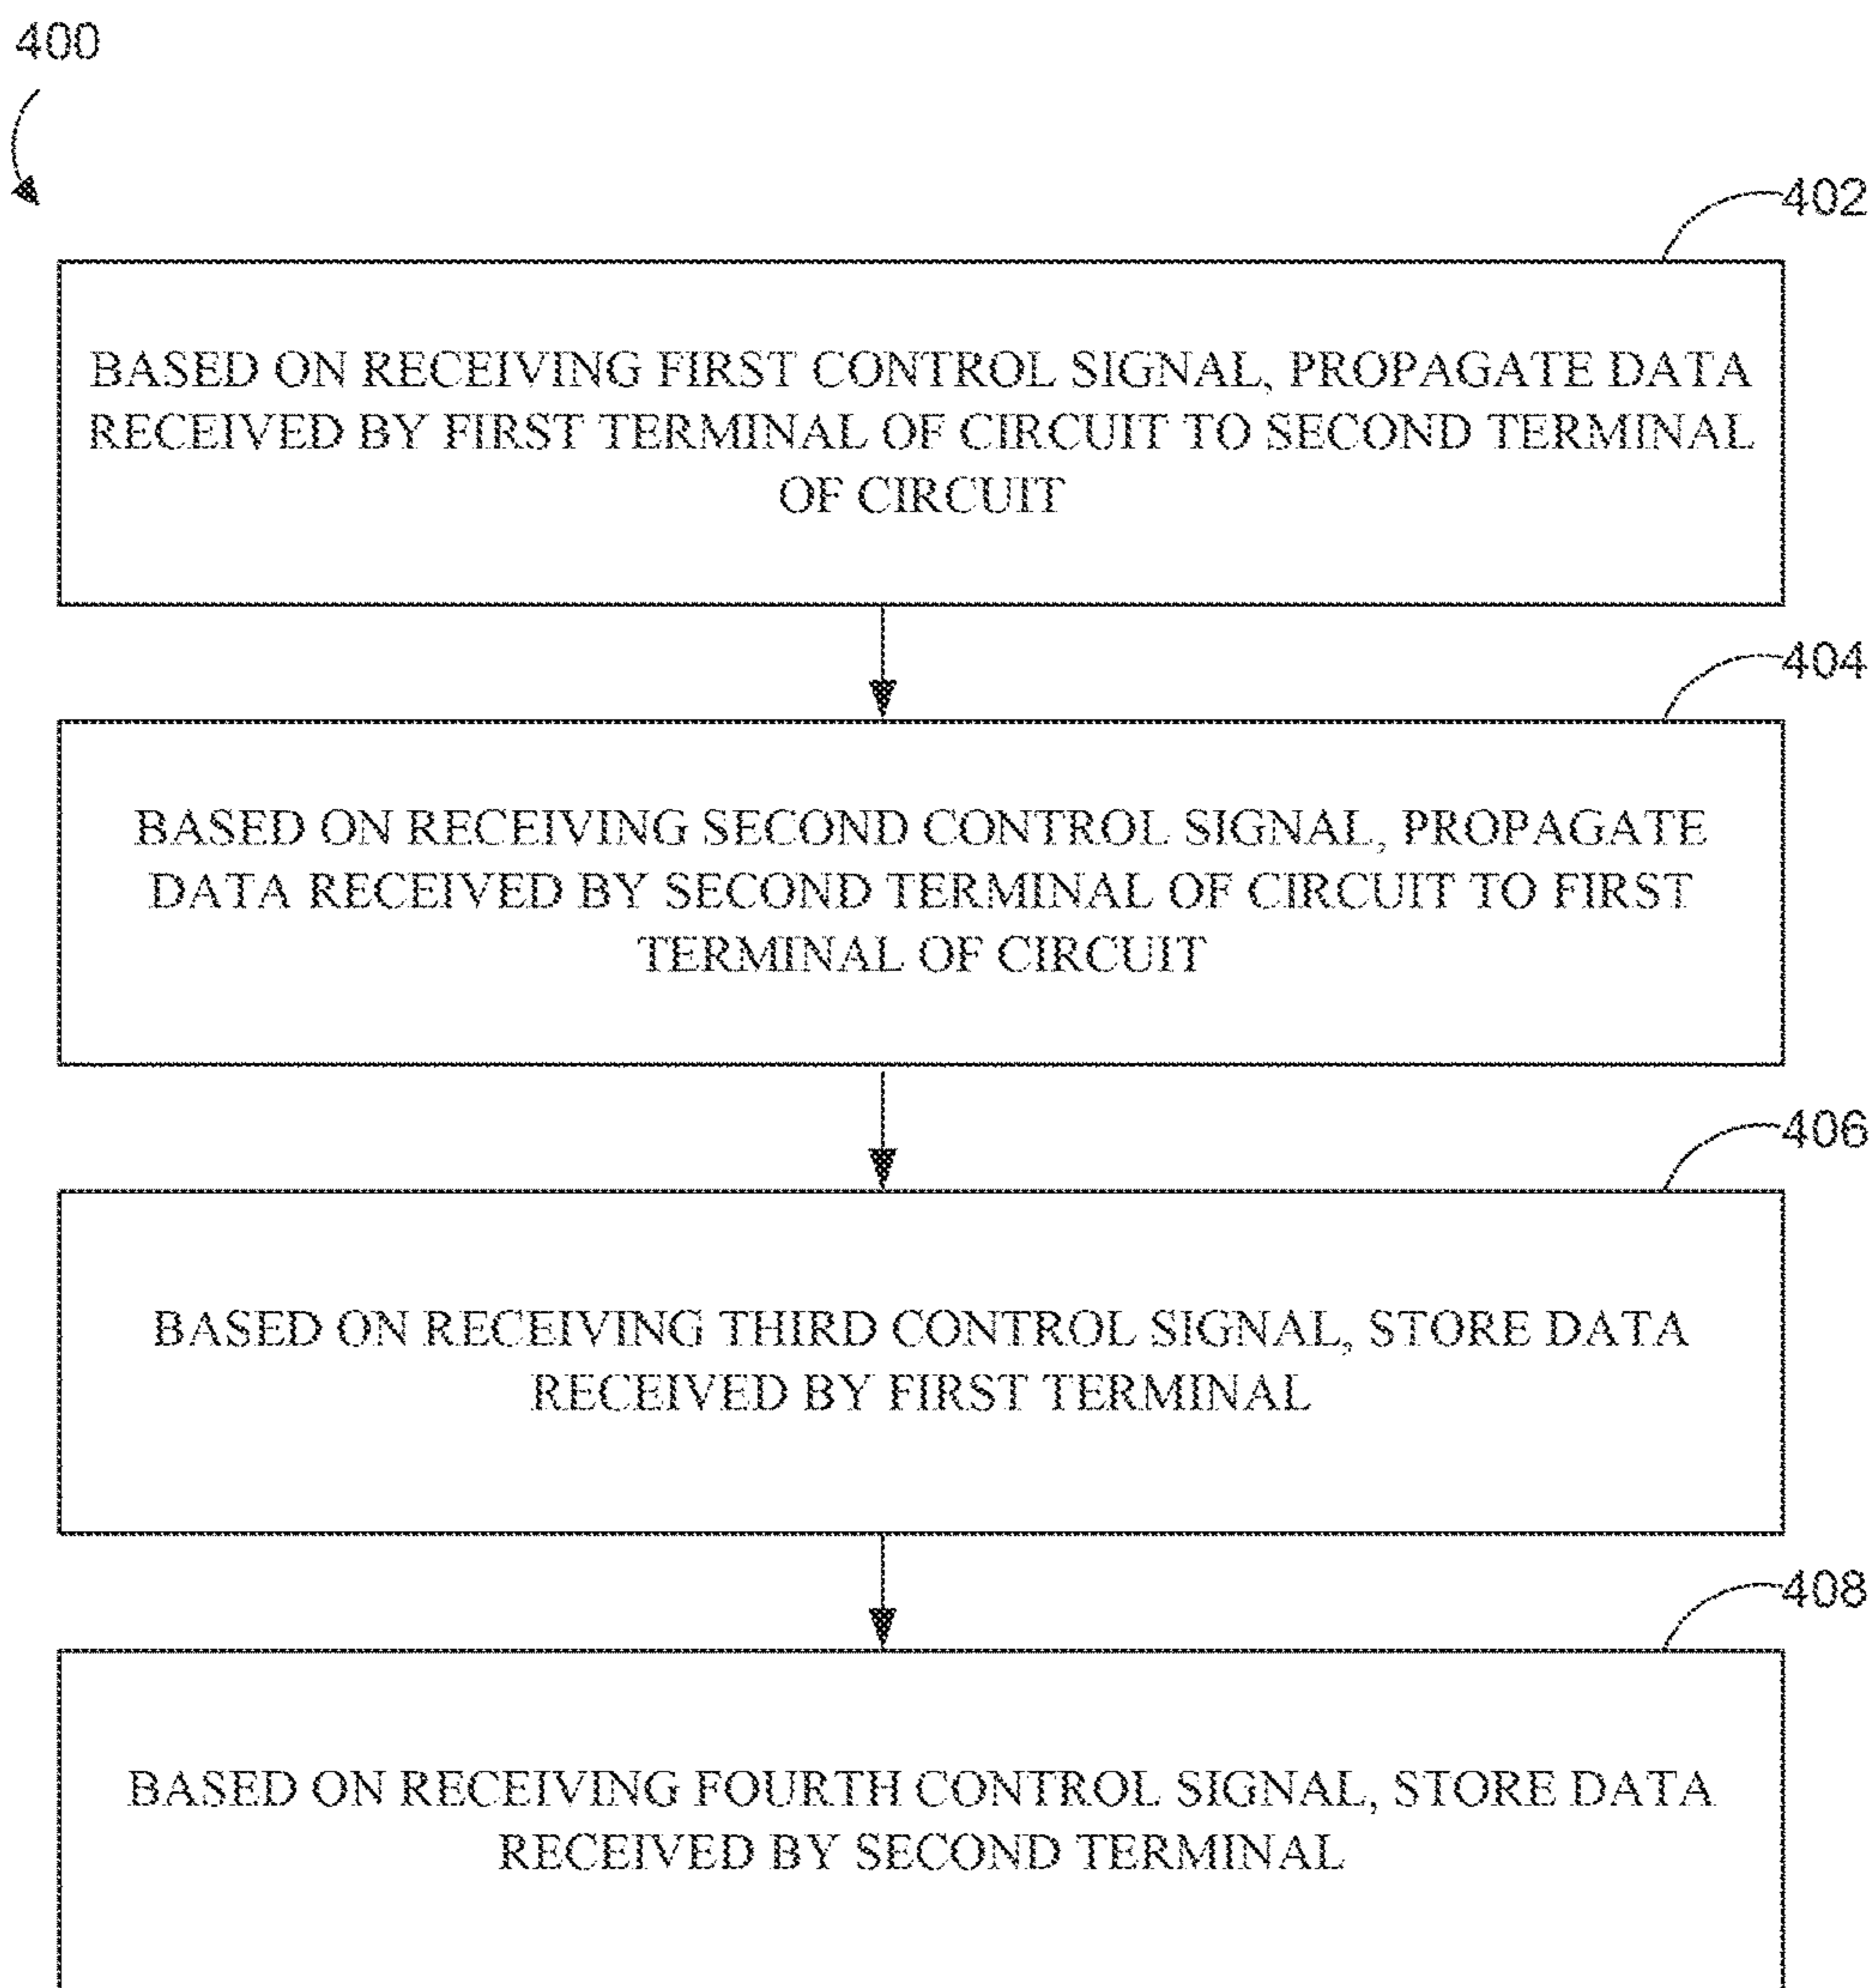 400
402
BASED ON RECEIVING FIRST CONTROL SIGNAL, PROPAGATE DATA
RECEIVED BY FIRST TERMINAL OF CIRCUIT TO SECOND TERMINAL
OF CIRCUIT
404
BASED ON RECEIVING SECOND CONTROL SIGNAL, PROPAGATE
DATA RECEIVED BY SECOND TERMINAL OF CIRCUIT TO FIRST
TERMINAL OF CIRCUIT
406
BASED ON RECEIVING THIRD CONTROL SIGNAL, STORE DATA
RECEIVED BY FIRST TERMINAL
408
BASED ON RECEIVING FOURTH CONTROL SIGNAL, STORE DATA
RECEIVED BY SECOND TERMINAL